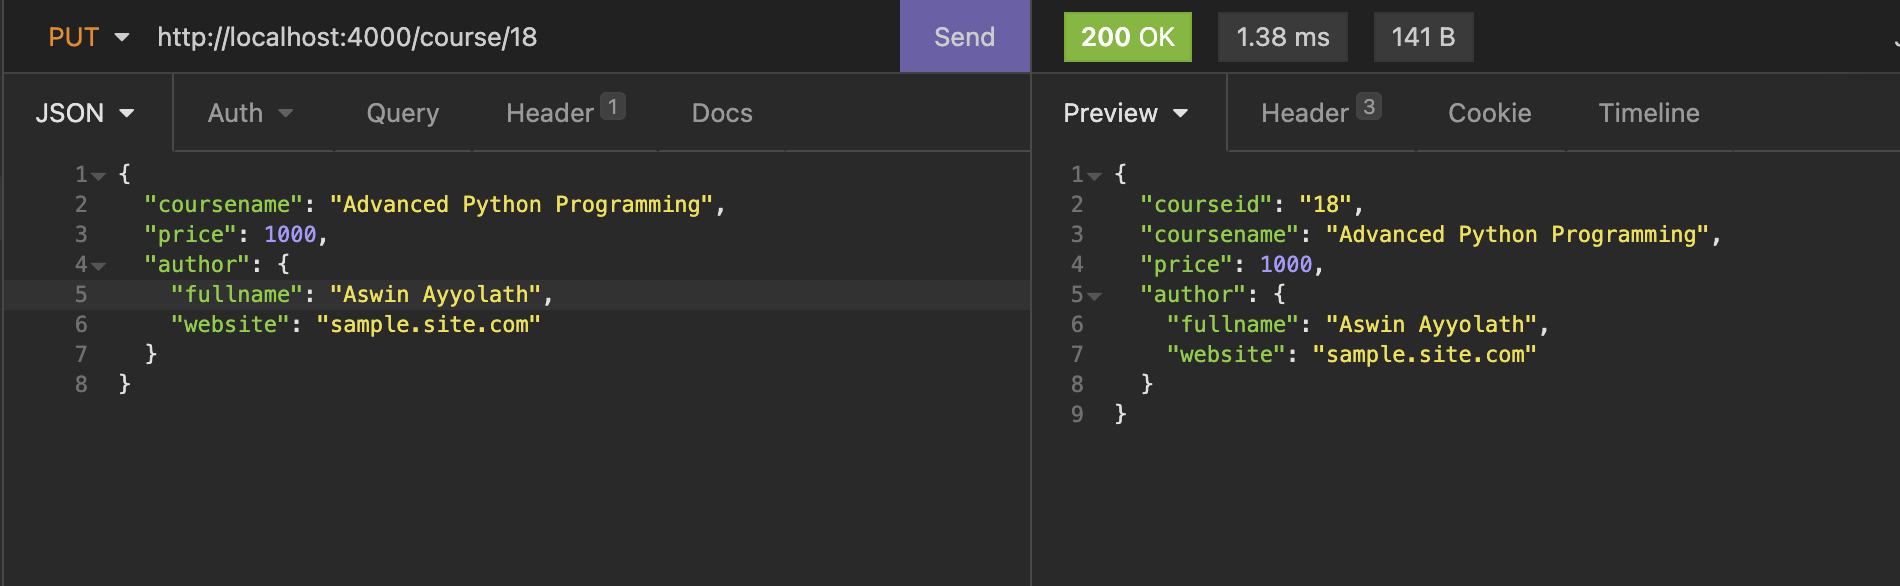 PUT http://localhost:4000/course/18 Send
JSON Auth Query Header 1 Docs
1 {
2 "coursename": "Advanced Python Programming",
3 "price": 1000,
4 "author": {
5 "fullname": "Aswin Ayyolath",
6 "website": "sample.site.com"
7 }
8 }
200 OK 1.38 ms 141 B
Preview Header 3 Cookie Timeline
1 {
2 "courseid": "18",
3 "coursename": "Advanced Python Programming",
4 "price": 1000,
5 "author": {
6 "fullname": "Aswin Ayyolath",
7 "website": "sample.site.com"
8 }
9 }